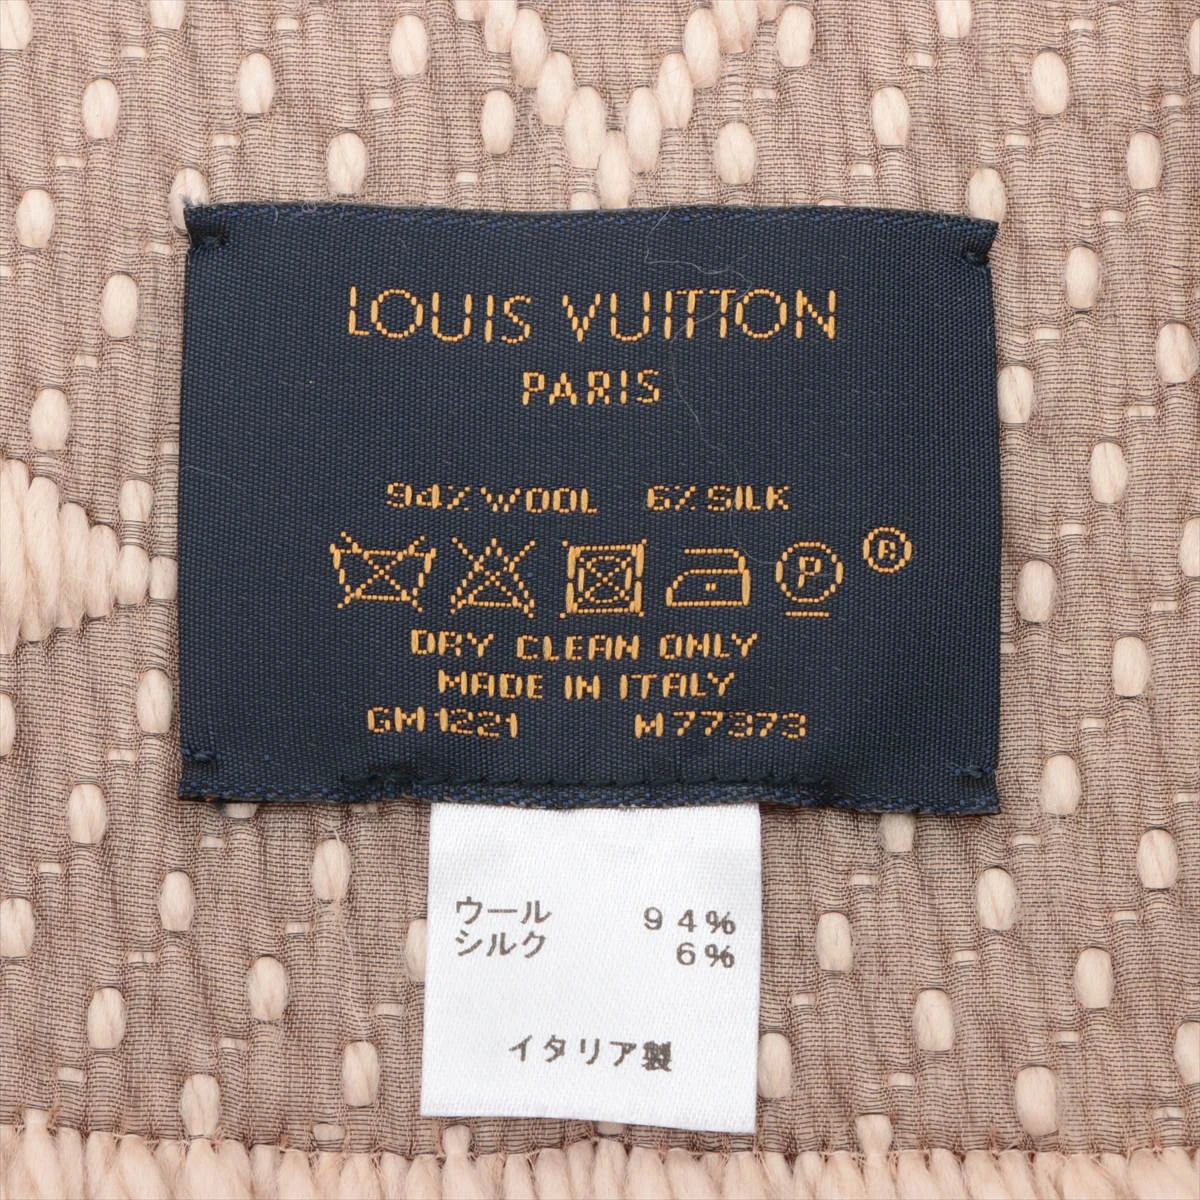 LOUIS VUITTON
PARIS
94% WOOL 6% SILK
P ®
DRY CLEAN ONLY
MADE IN ITALY
GM1221 M77373
ウール 94%
シルク 6%
イタリア製